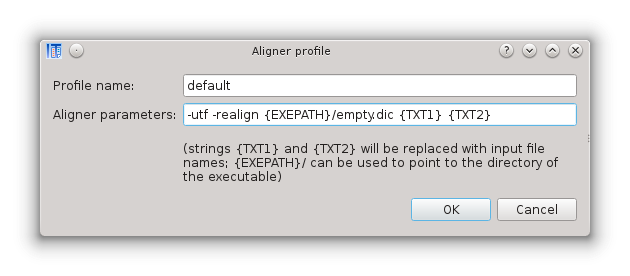 Aligner profile
Profile name: default
Aligner parameters: -utf -realign {EXEPATH}/empty.dic {TXT1} {TXT2}
(strings {TXT1} and {TXT2} will be replaced with input file
names; {EXEPATH}/ can be used to point to the directory of
the executable)
OK Cancel